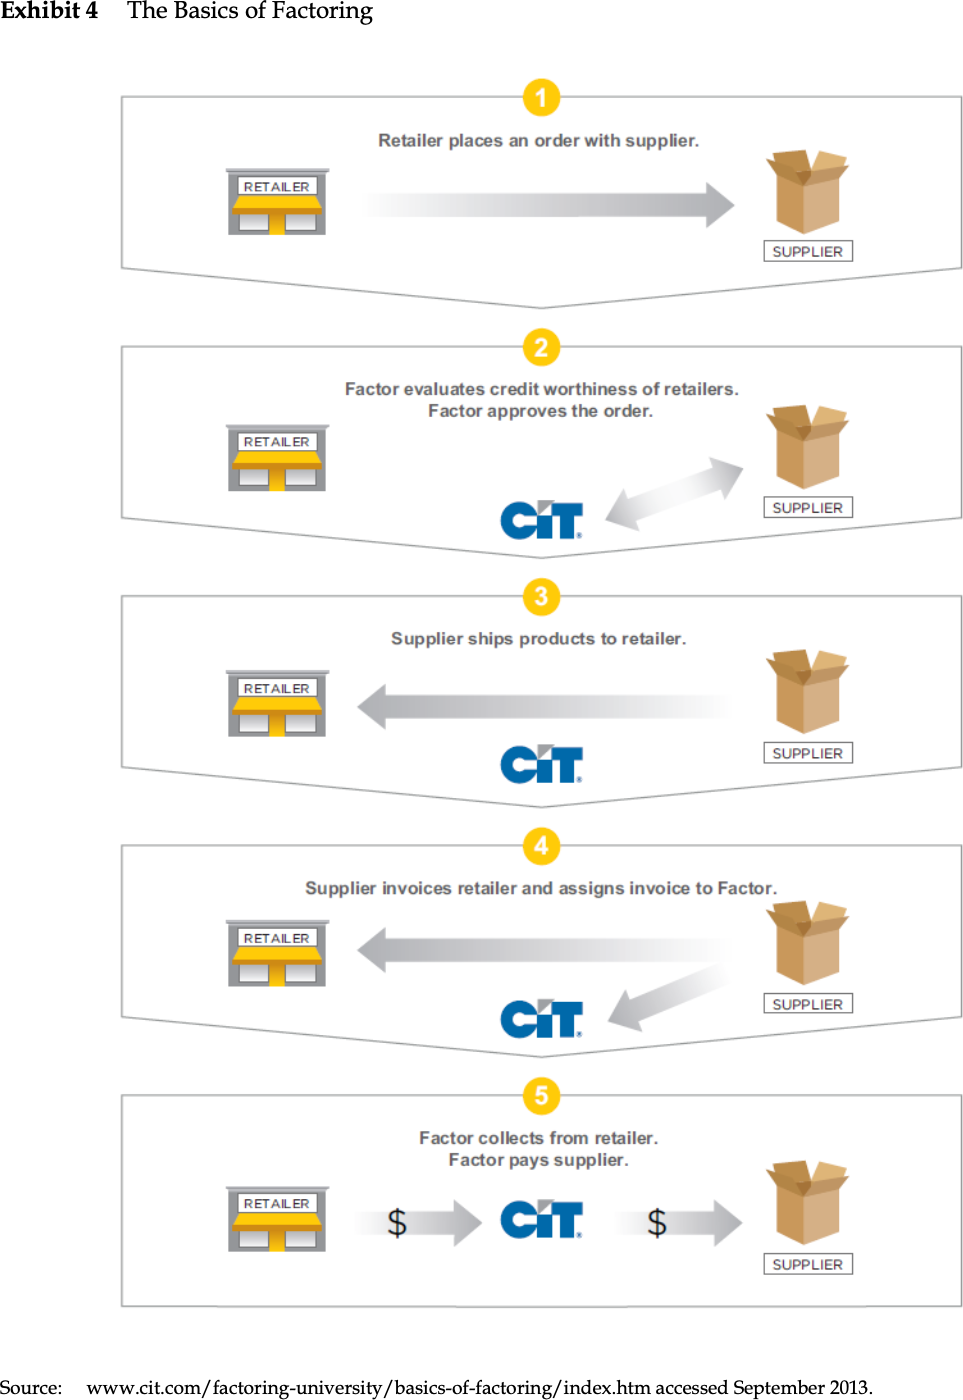 Exhibit 4 The Basics of Factoring
1
Retailer places an order with supplier.
RETAILER
SUPPLIER
2
Factor evaluates credit worthiness of retailers.
Factor approves the order.
RETAILER
CiT®
SUPPLIER
3
Supplier ships products to retailer.
RETAILER
CiT®
SUPPLIER
4
Supplier invoices retailer and assigns invoice to Factor.
RETAILER
CiT®
SUPPLIER
5
Factor collects from retailer.
Factor pays supplier.
RETAILER
$ CiT® $
SUPPLIER
Source: www.cit.com/factoring-university/basics-of-factoring/index.htm accessed September 2013.